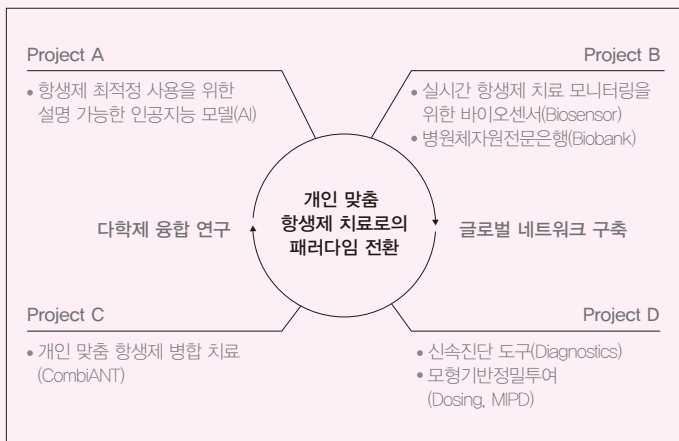 Project A
• 항생제 최적정 사용을 위한
설명 가능한 인공지능 모델(AI)
Project B
• 실시간 항생제 치료 모니터링을
위한 바이오센서(Biosensor)
• 병원체자원전문은행(Biobank)
다학제 융합 연구
개인 맞춤
항생제 치료로의
패러다임 전환
글로벌 네트워크 구축
Project C
• 개인 맞춤 항생제 병합 치료
(CombiANT)
Project D
• 신속진단 도구(Diagnostics)
• 모형기반정밀투여
(Dosing, MIPD)